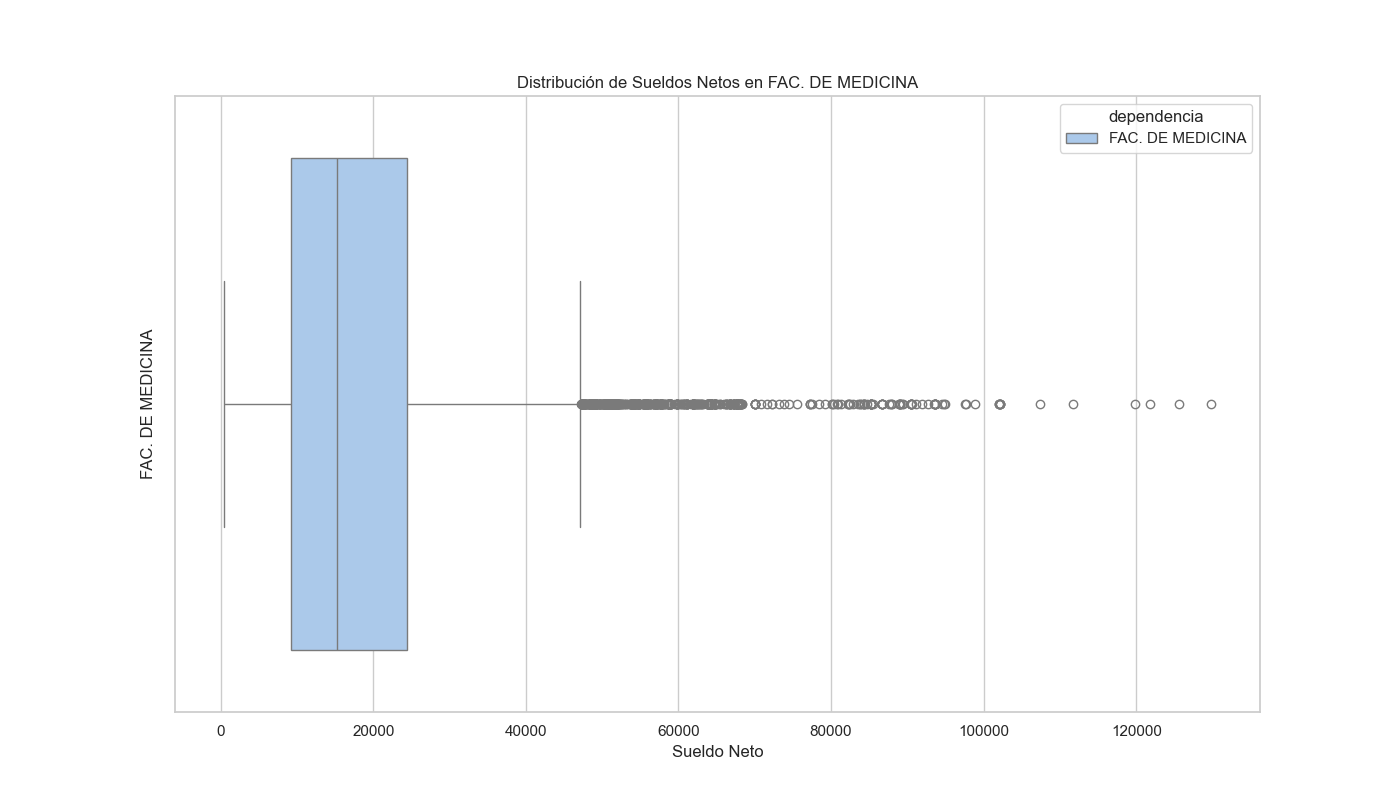 Distribución de Sueldos Netos en FAC. DE MEDICINA
dependencia
FAC. DE MEDICINA
FAC. DE MEDICINA
0 20000 40000 60000 80000 100000 120000
Sueldo Neto